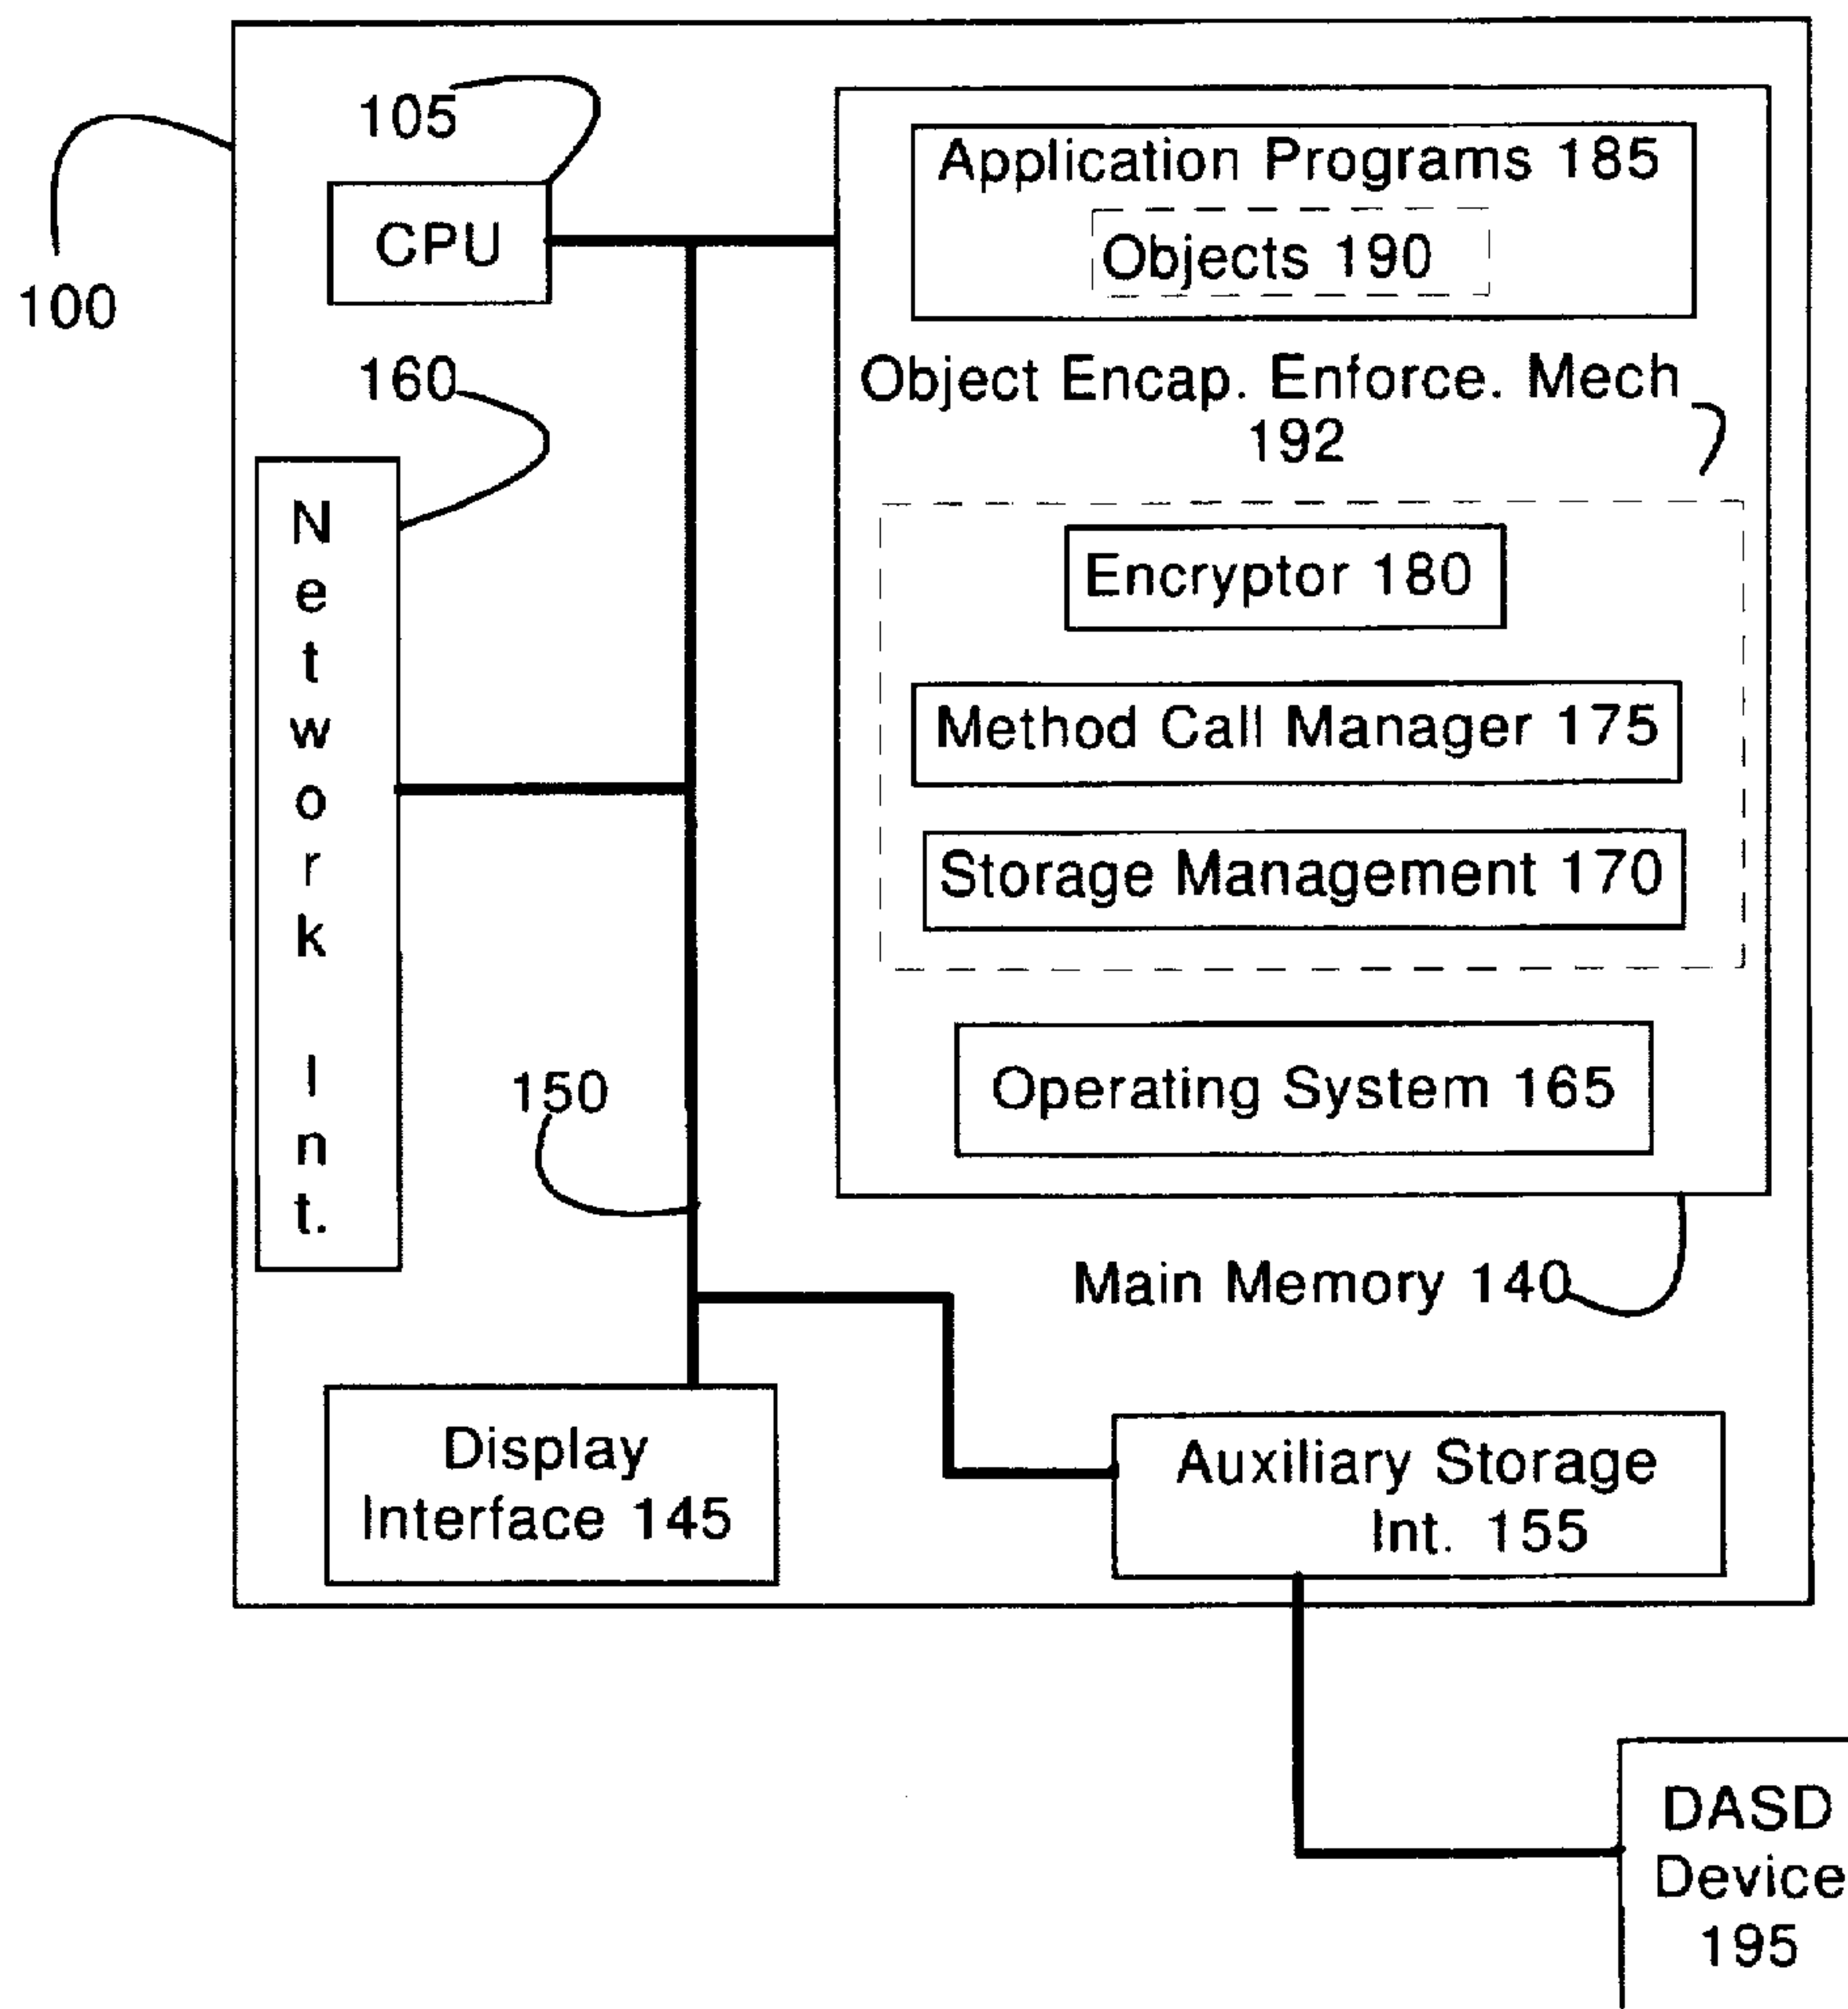 105
CPU
100
160
Network Int.
Application Programs 185
Objects 190
Object Encap. Enforce. Mech
192
Encryptor 180
Method Call Manager 175
Storage Management 170
Operating System 165
150
Main Memory 140
Display
Interface 145
Auxiliary Storage
Int. 155
DASD
Device
195